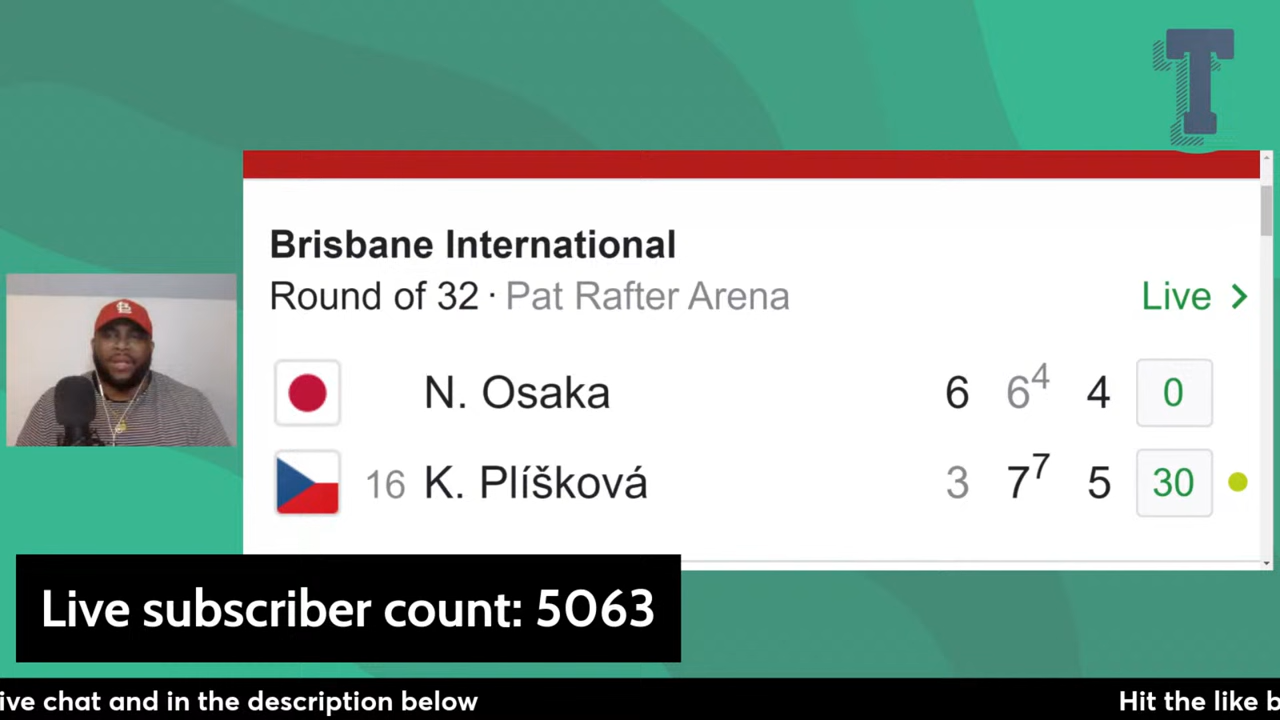 T
Brisbane International
Round of 32 · Pat Rafter Arena
Live >
N. Osaka 6 6⁴ 4 0
16 K. Plíšková 3 7⁷ 5 30
Live subscriber count: 5063
ive chat and in the description below
Hit the like b